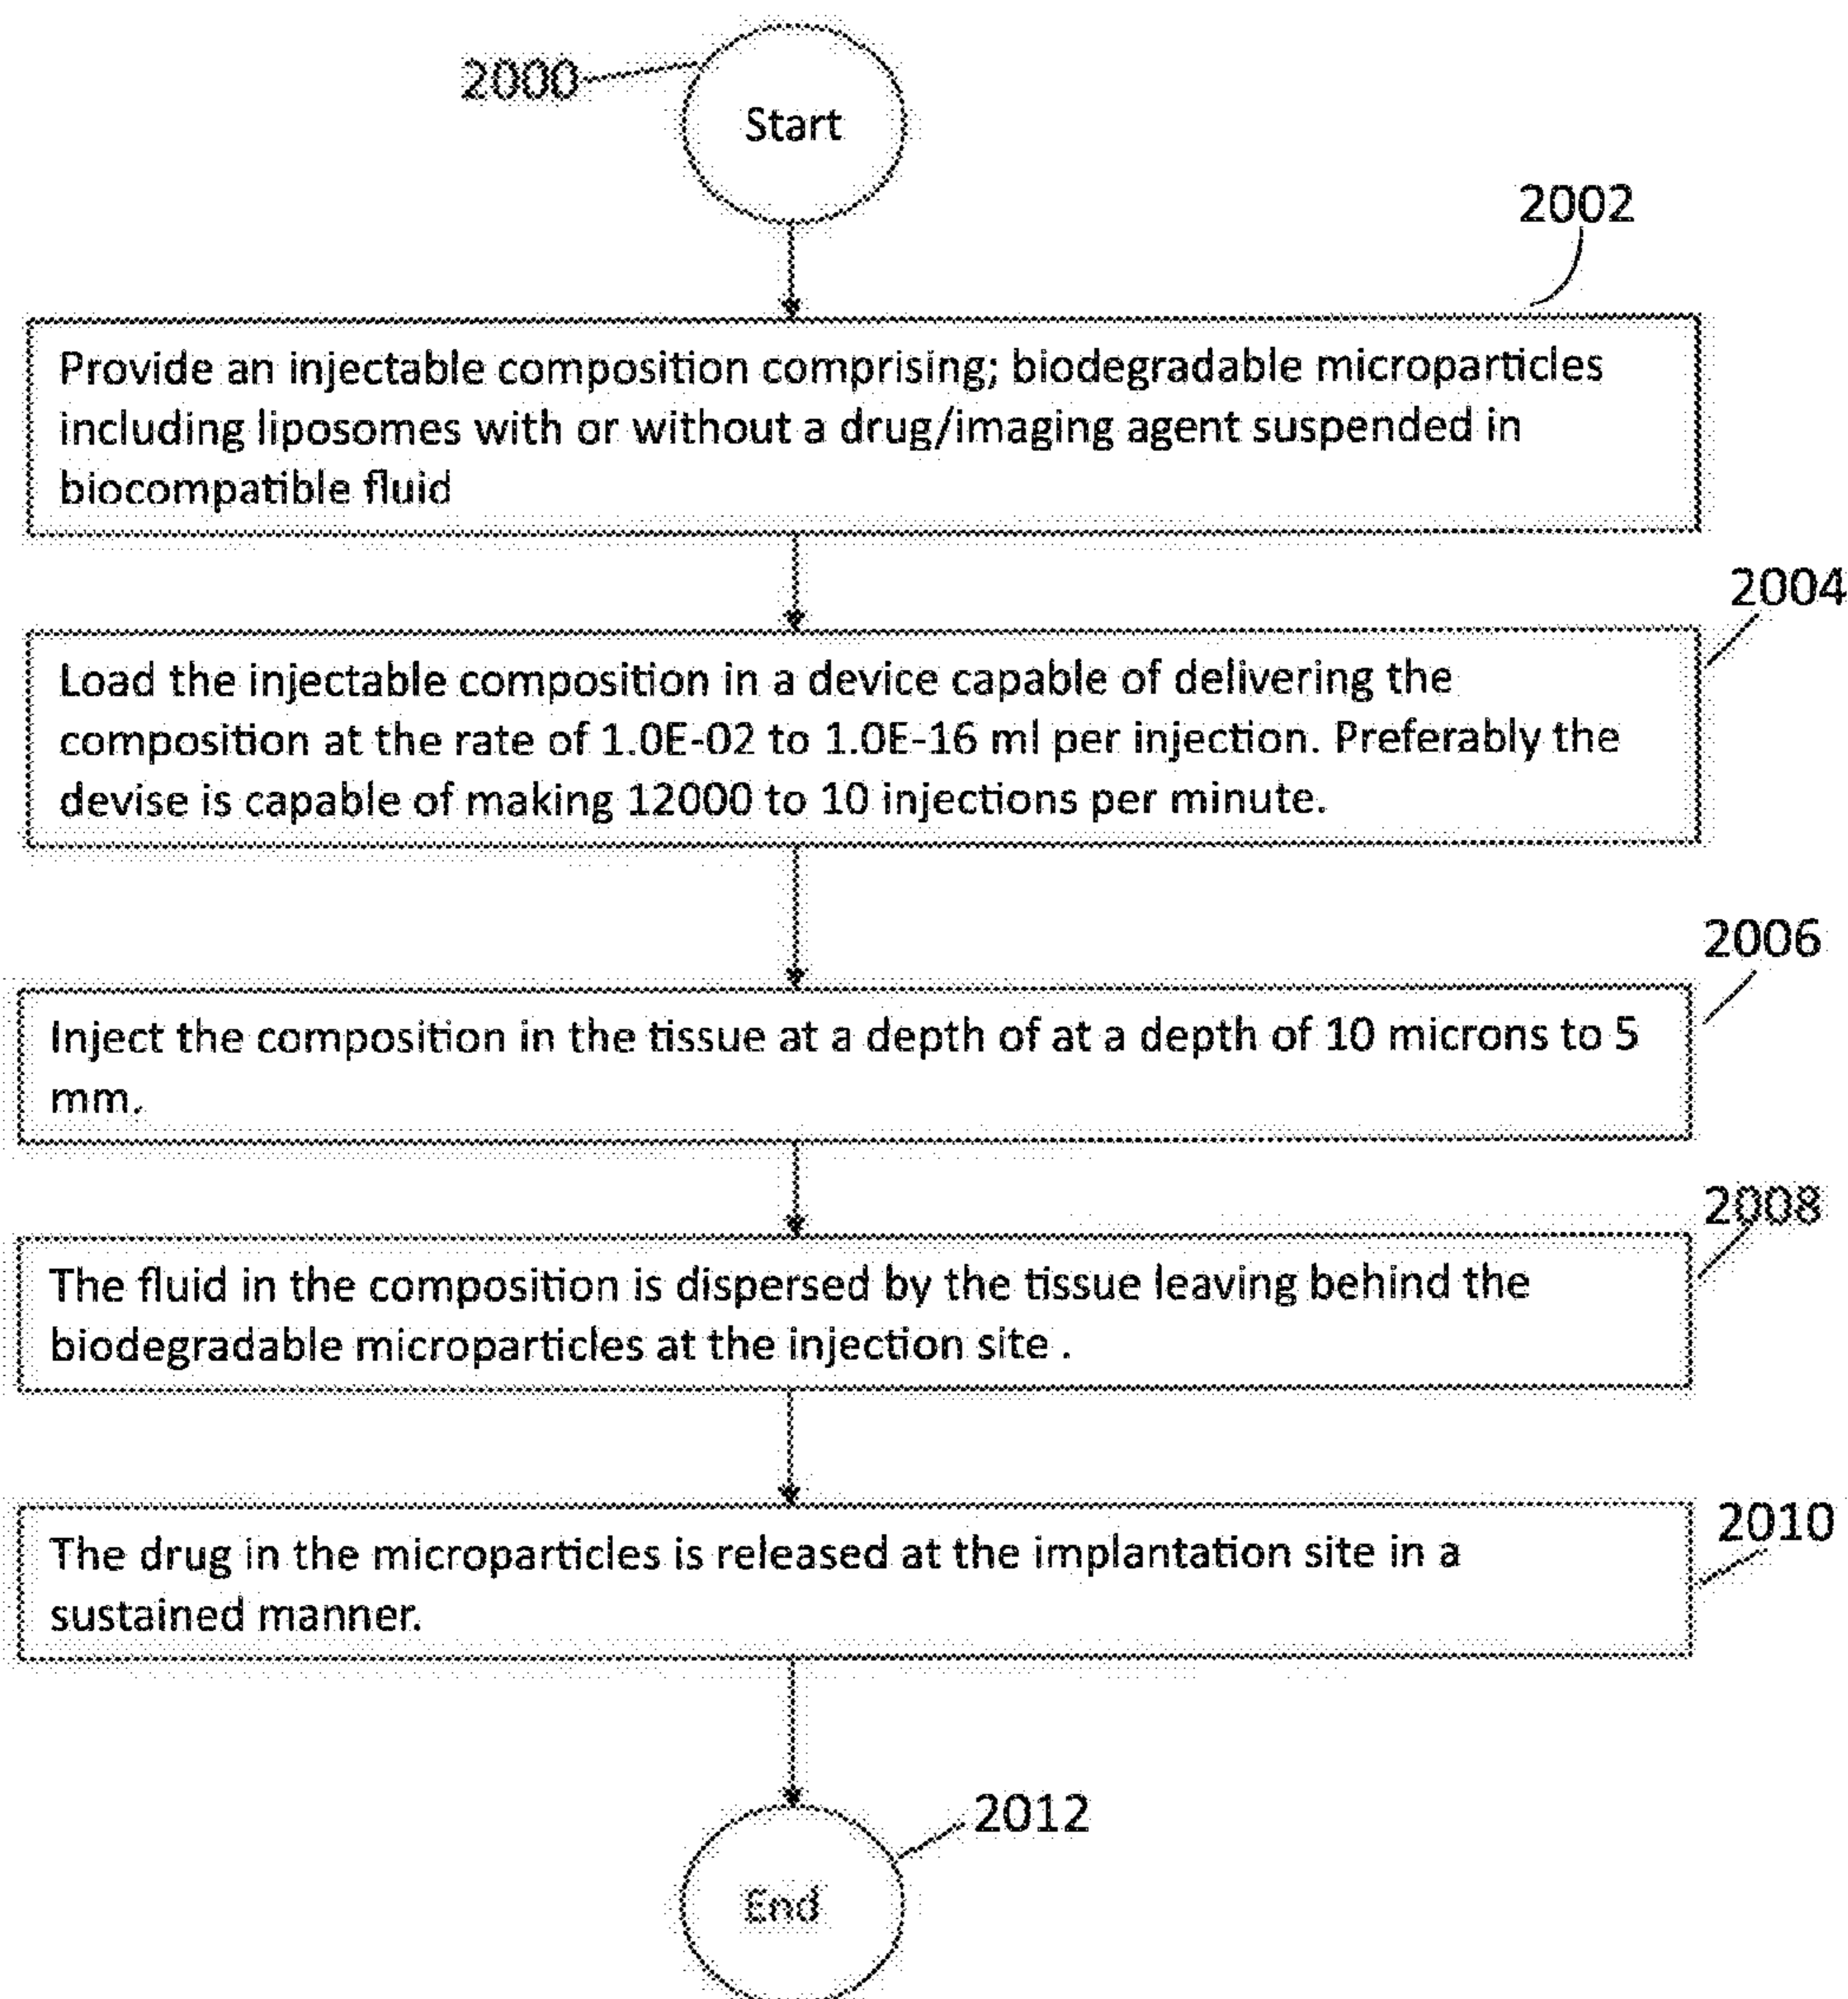 2000
Start
2002
Provide an injectable composition comprising; biodegradable microparticles
including liposomes with or without a drug/imaging agent suspended in
biocompatible fluid
2004
Load the injectable composition in a device capable of delivering the
composition at the rate of 1.0E-02 to 1.0E-16 ml per injection. Preferably the
devise is capable of making 12000 to 10 injections per minute.
2006
Inject the composition in the tissue at a depth of at a depth of 10 microns to 5
mm.
2008
The fluid in the composition is dispersed by the tissue leaving behind the
biodegradable microparticles at the injection site .
2010
The drug in the microparticles is released at the implantation site in a
sustained manner.
2012
End